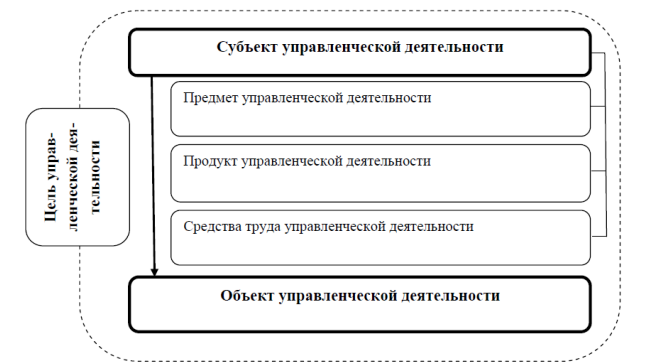 Субъект управленческой деятельности
Предмет управленческой деятельности
Цель управ-
ленческой дея-
тельности
Продукт управленческой деятельности
Средства труда управленческой деятельности
Объект управленческой деятельности